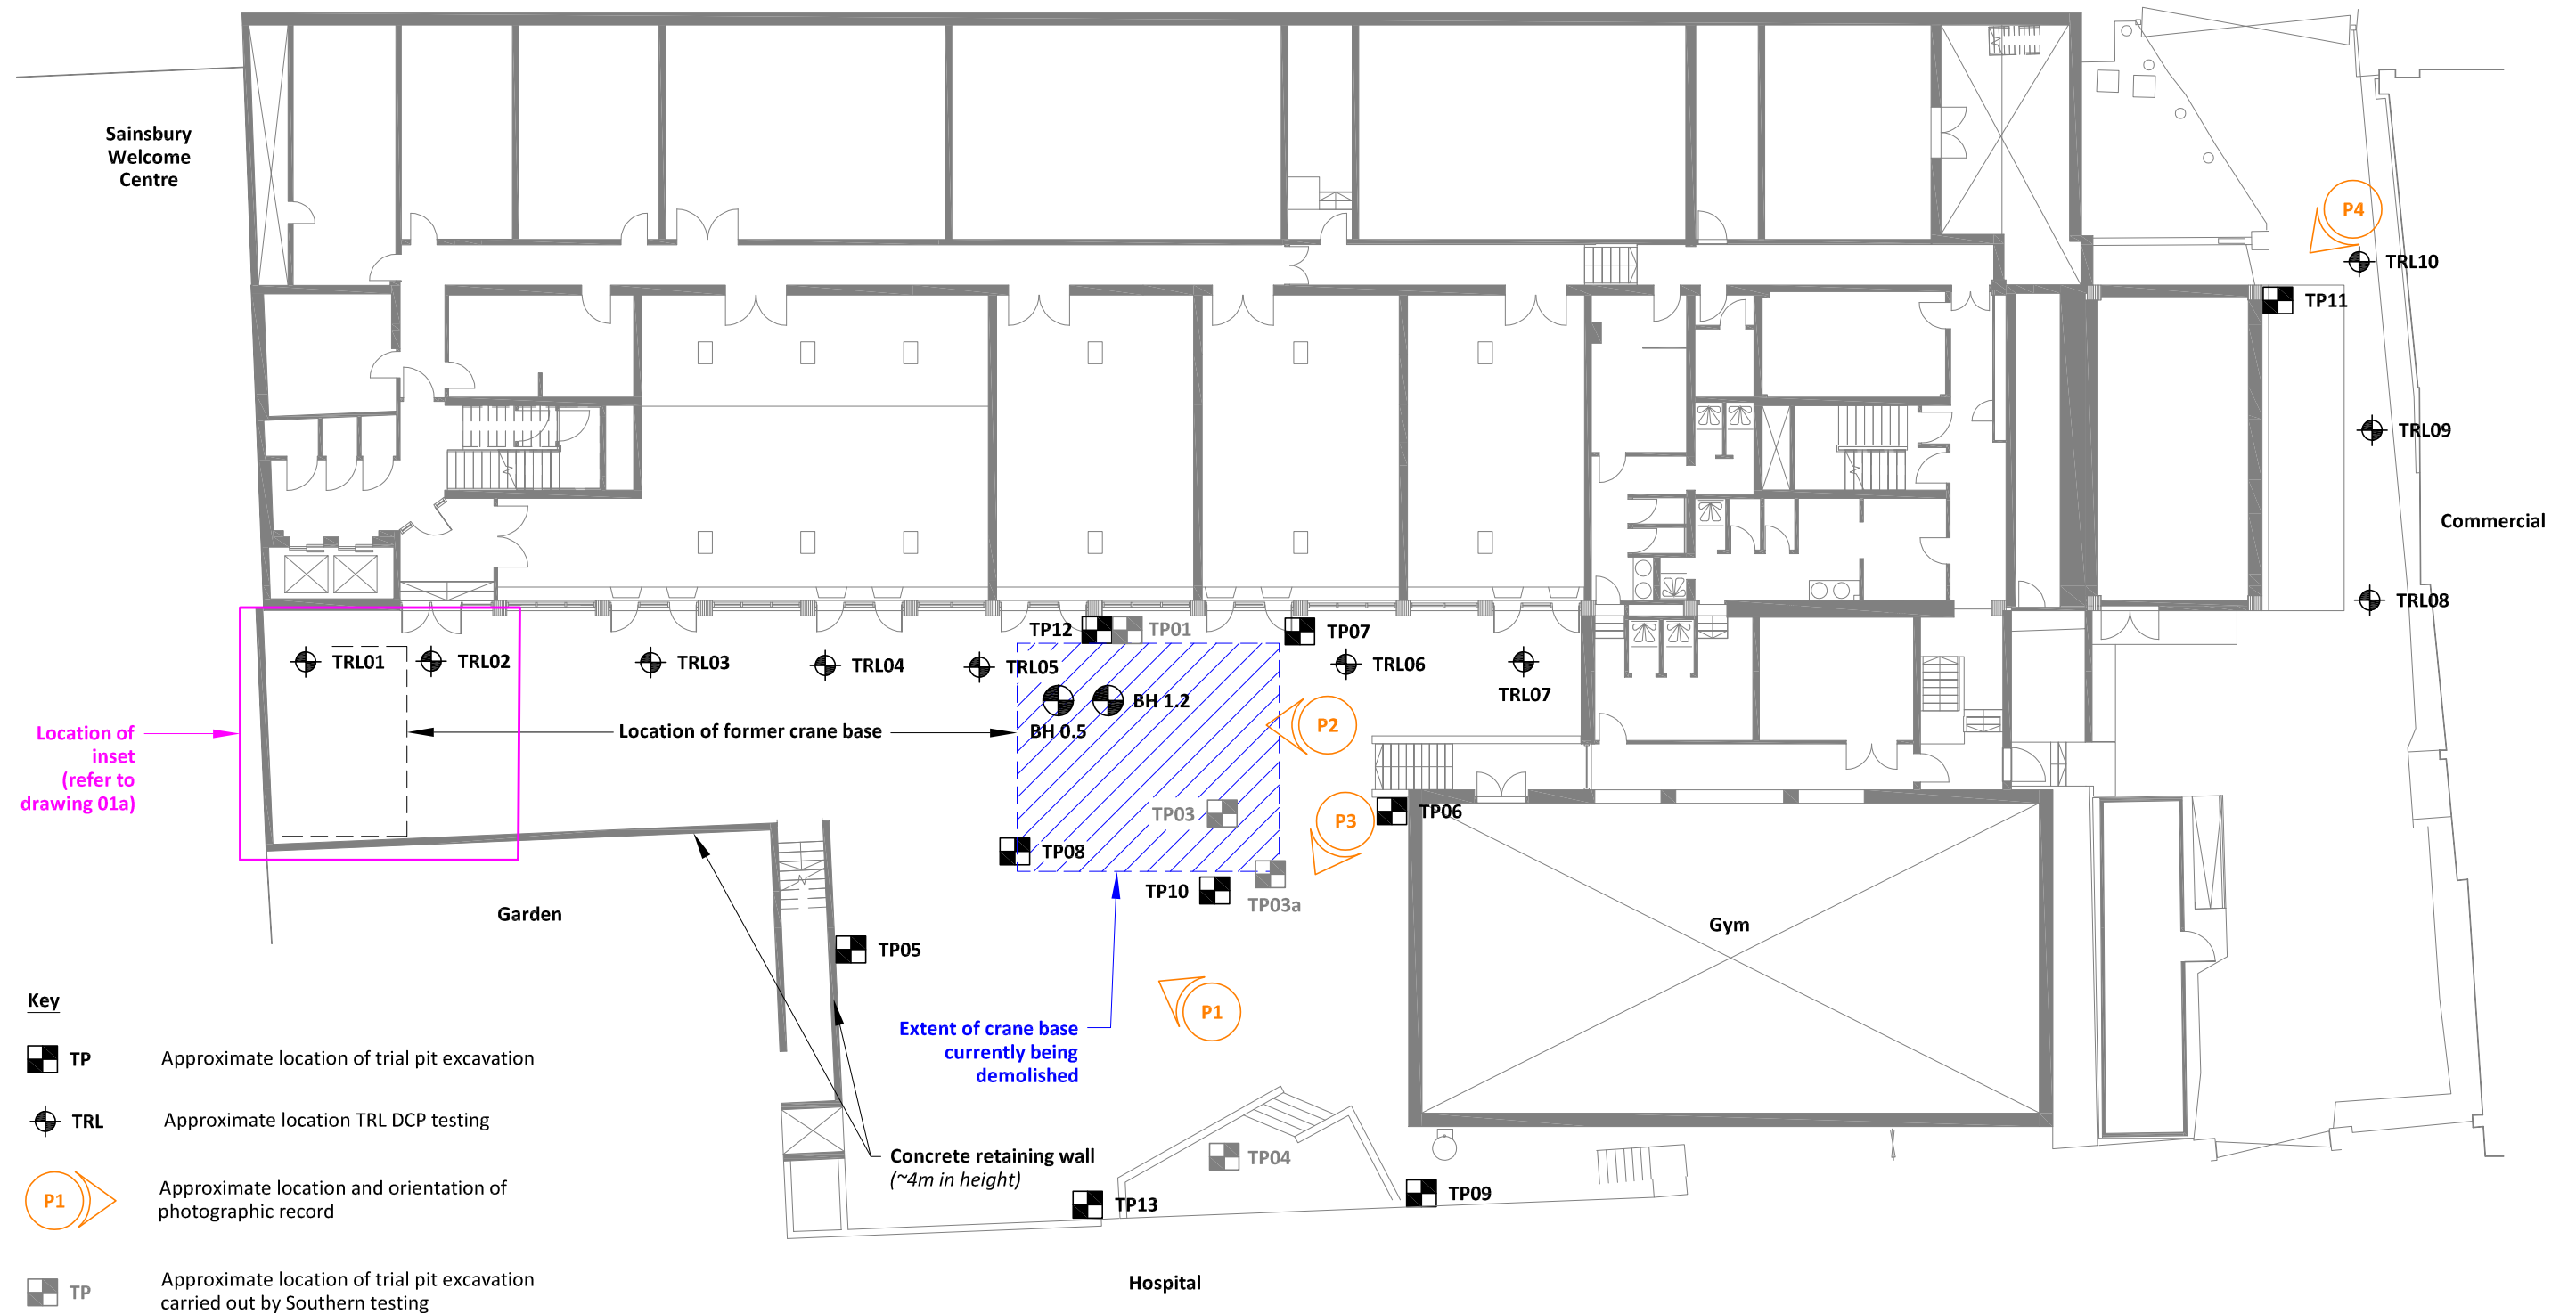 Sainsbury
Welcome
Centre
P4
TRL10
TP11
TRL09
Commercial
TRL08
TP12
TP01
TP07
TRL01
TRL02
TRL03
TRL04
TRL05
TRL06
TRL07
BH 1.2
BH 0.5
P2
Location of
inset
(refer to
drawing 01a)
Location of former crane base
TP03
P3
TP06
TP08
TP10
TP03a
Garden
Gym
TP05
P1
Extent of crane base
currently being
demolished
Key
TP Approximate location of trial pit excavation
TRL Approximate location TRL DCP testing
Concrete retaining wall
(~4m in height)
TP04
P1 Approximate location and orientation of
photographic record
TP13
TP09
TP Approximate location of trial pit excavation
carried out by Southern testing
Hospital